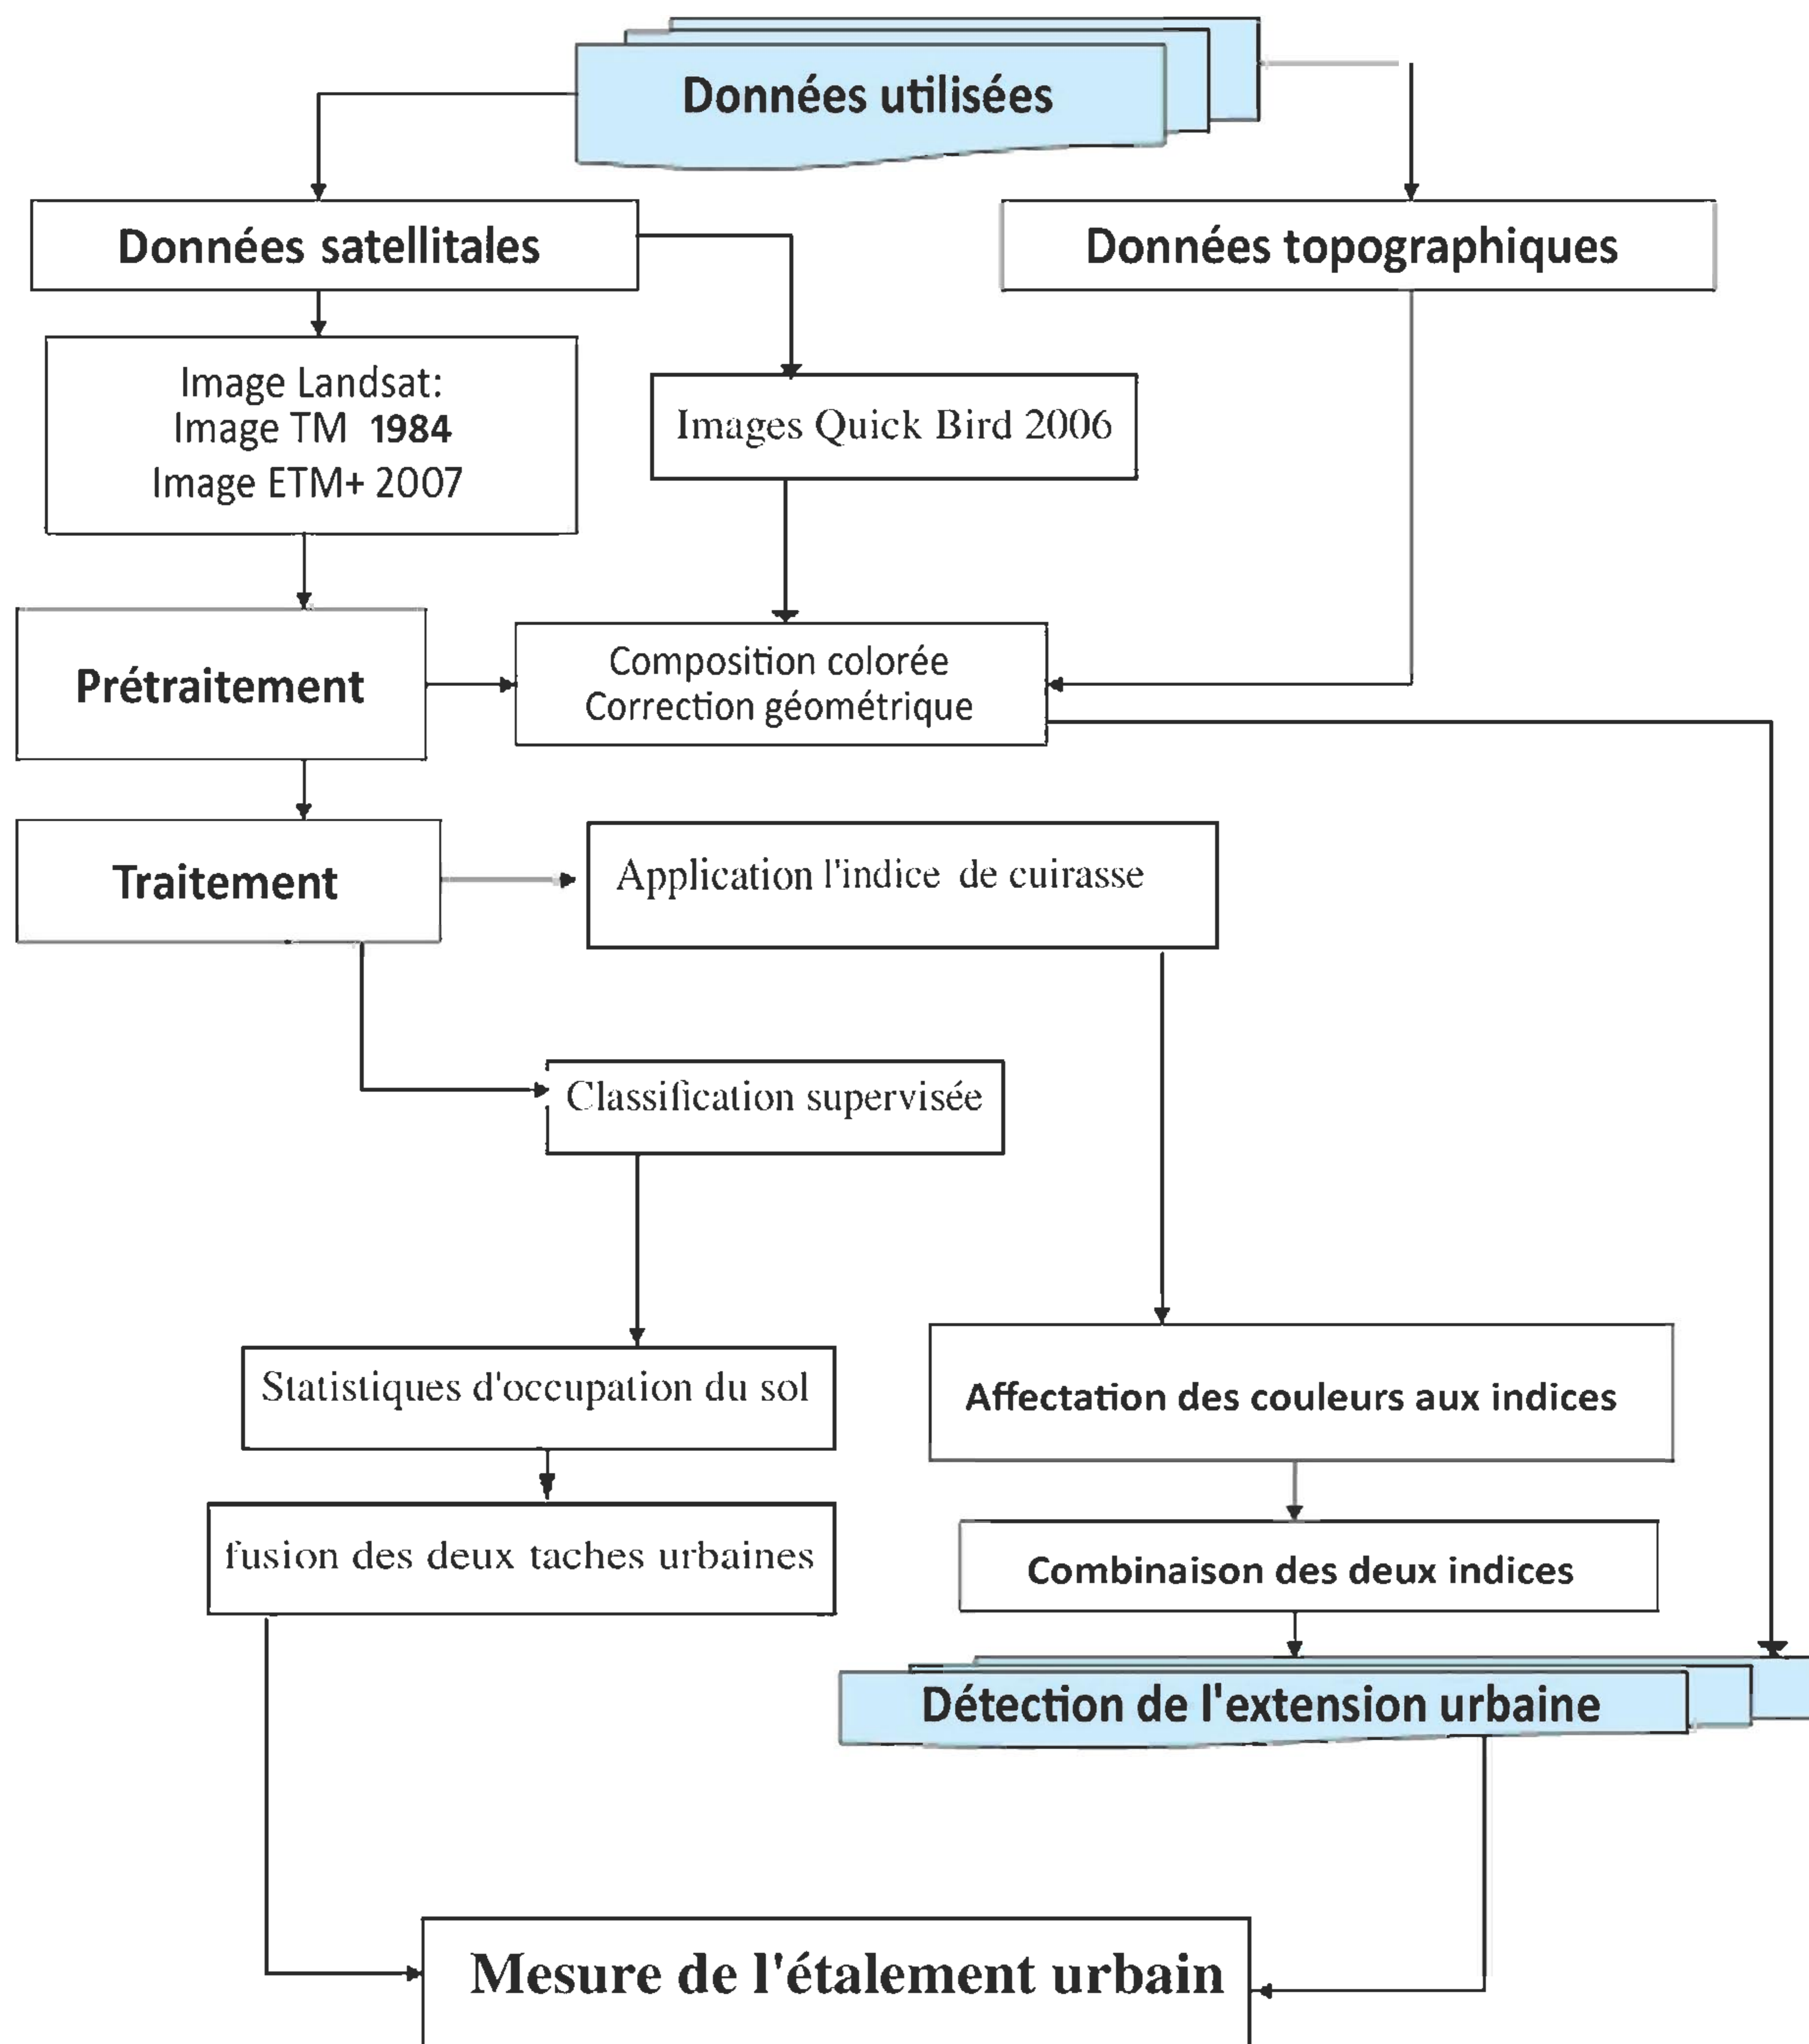 Données utilisées
Données satellitales
Données topographiques
Image Landsat:
Image TM 1984
Image ETM+ 2007
Images Quick Bird 2006
Prétraitement
Composition colorée
Correction géométrique
Traitement
Application l'indice de cuirasse
Classification supervisée
Statistiques d'occupation du sol
Affectation des couleurs aux indices
fusion des deux taches urbaines
Combinaison des deux indices
Détection de l'extension urbaine
Mesure de l'étalement urbain